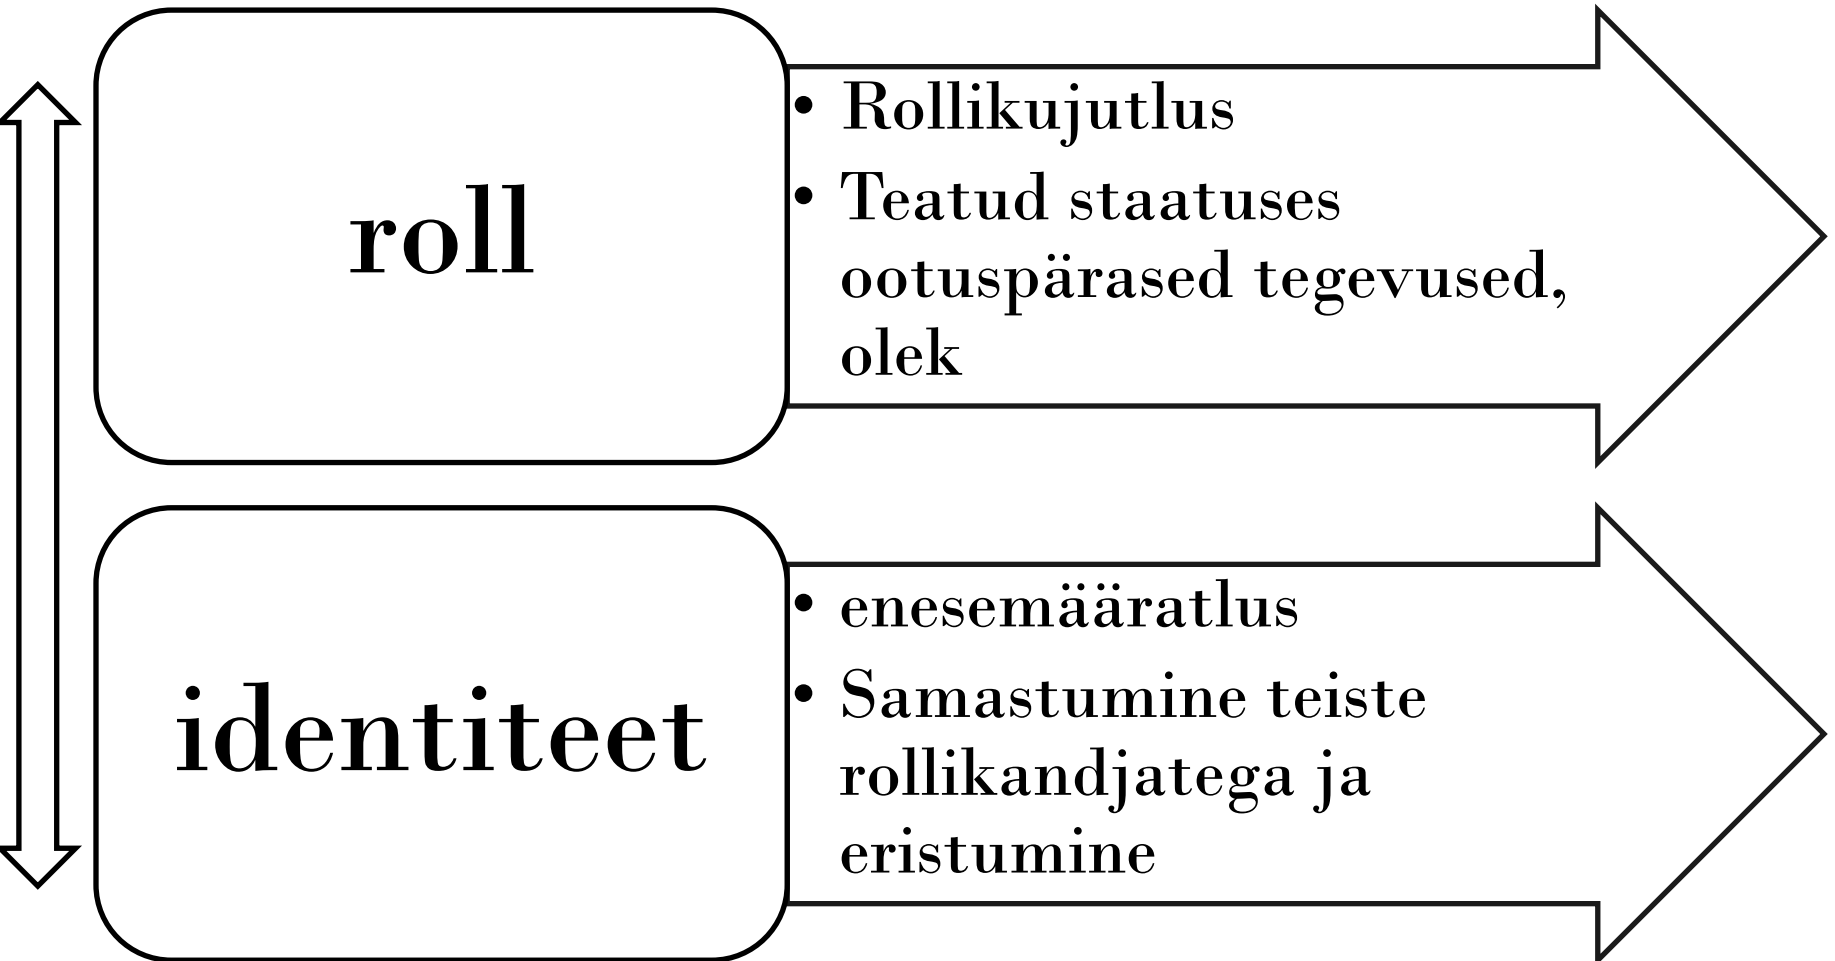 roll
• Rollikujutlus
• Teatud staatuses
ootuspärased tegevused,
olek
identiteet
• enesemääratlus
• Samastumine teiste
rollikandjatega ja
eristumine